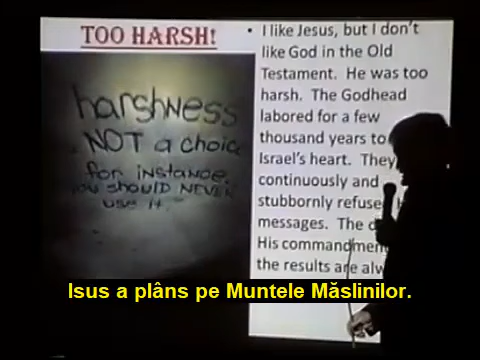 TOO HARSH!
harshness
NOT a choice
for instance,
you should NEVER
use it."
• I like Jesus, but I don't
like God in the Old
Testament. He was too
harsh. The Godhead
labored for a few
thousand years to
Israel's heart. They
continuously and
stubbornly refuse
messages. The
His commandmen
the results are alw
Isus a plâns pe Muntele Măslinilor.